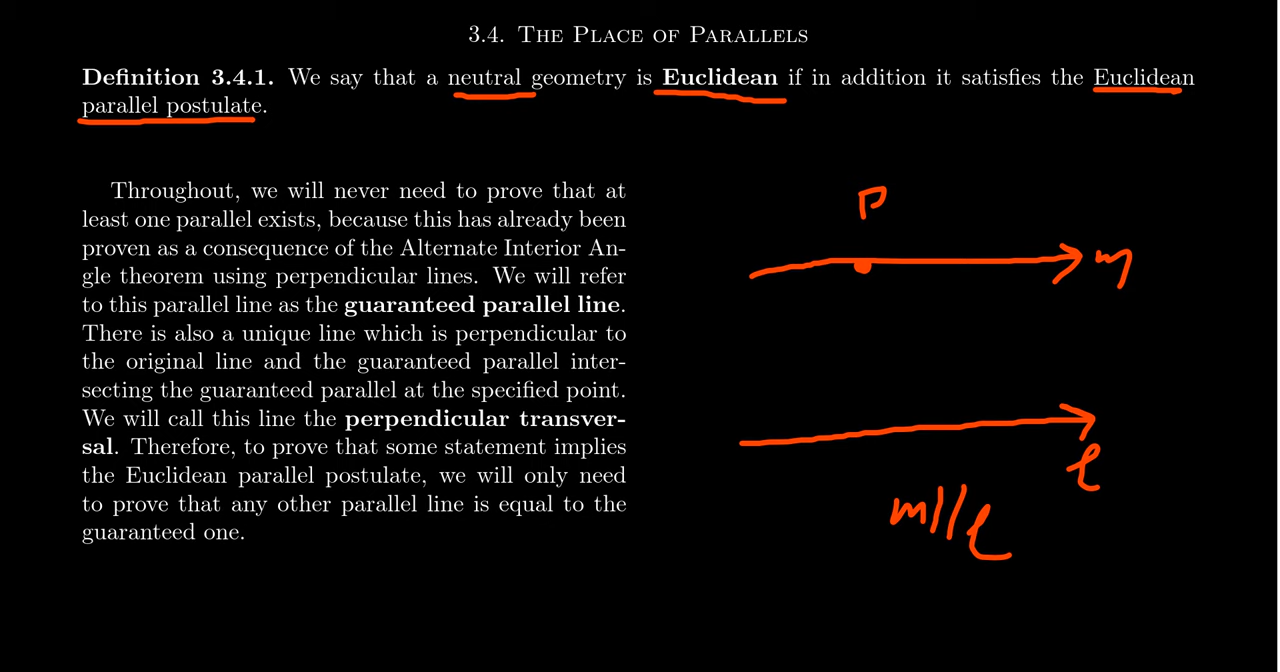 3.4. The Place of Parallels
Definition 3.4.1. We say that a neutral geometry is Euclidean if in addition it satisfies the Euclidean
parallel postulate.
Throughout, we will never need to prove that at
least one parallel exists, because this has already been
proven as a consequence of the Alternate Interior An-
gle theorem using perpendicular lines. We will refer
to this parallel line as the guaranteed parallel line.
There is also a unique line which is perpendicular to
the original line and the guaranteed parallel inter-
secting the guaranteed parallel at the specified point.
We will call this line the perpendicular transver-
sal. Therefore, to prove that some statement implies
the Euclidean parallel postulate, we will only need
to prove that any other parallel line is equal to the
guaranteed one.
P
m
ℓ
m||ℓ